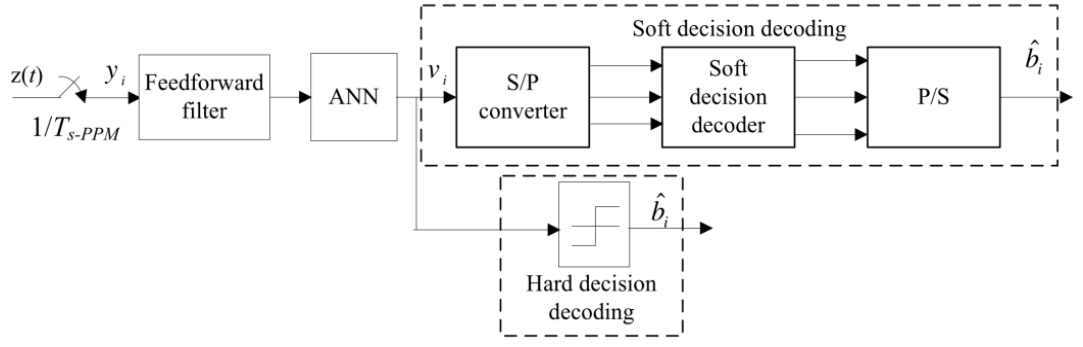 Soft decision decoding
z(t)
y_i
1/T_{s-PPM}
Feedforward
filter
ANN
v_i
S/P
converter
Soft
decision
decoder
P/S
b̂_i
b̂_i
Hard decision
decoding